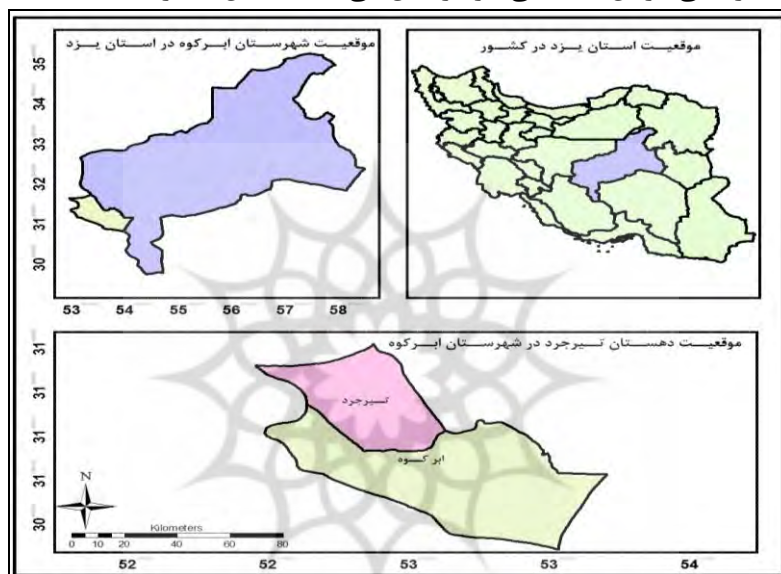 موقعیت استان یزد در کشور
موقعیت شهرستان ابرکوه در استان یزد
35
34
33
32
31
30
53 54 55 56 57 58
موقعیت دهستان تیرجرد در شهرستان ابرکوه
تیرجرد
ابرکوه
31
31
31
31
30
N
Kilometers
0 10 20 40 60 80
52 52 53 53 54